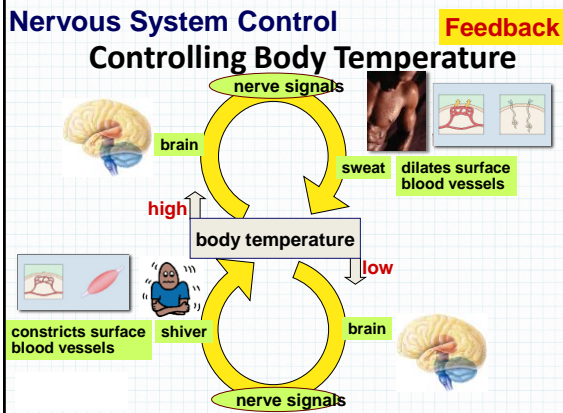 Nervous System Control
Feedback
Controlling Body Temperature
nerve signals
brain
sweat
dilates surface
blood vessels
high
body temperature
low
constricts surface
blood vessels
shiver
brain
nerve signals